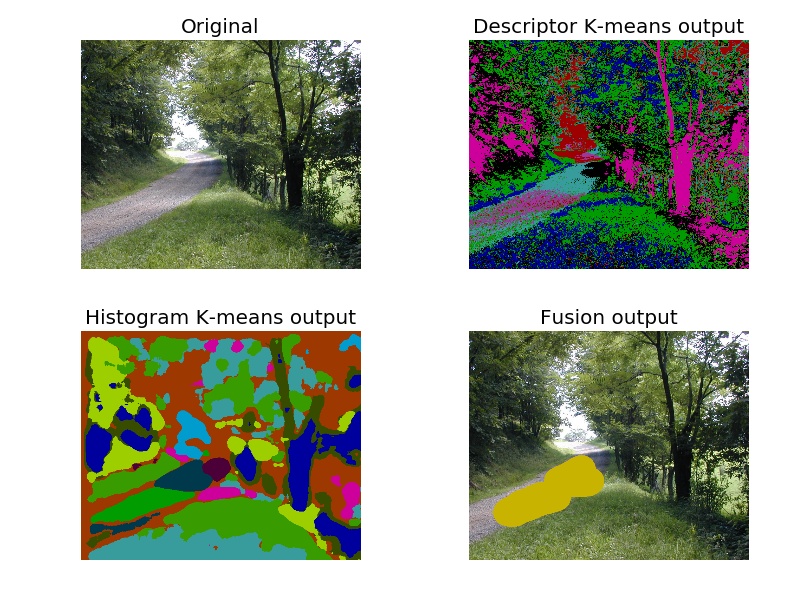 Original
Descriptor K-means output
Histogram K-means output
Fusion output